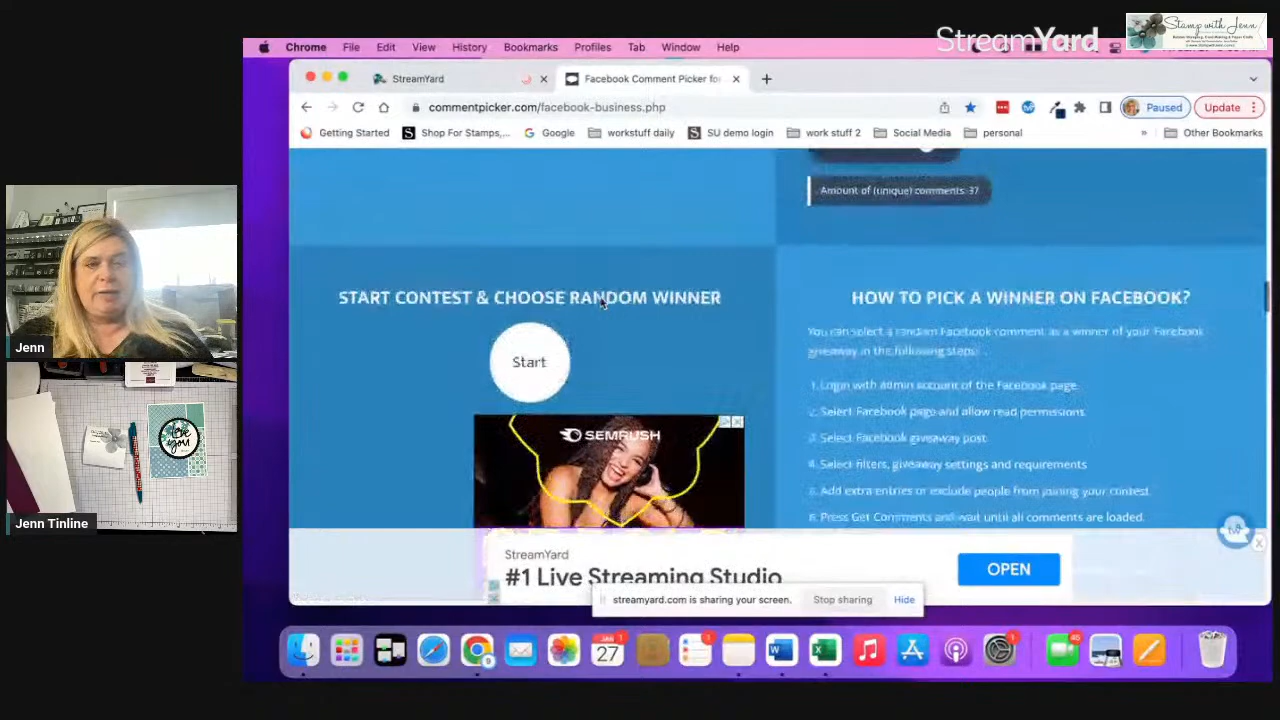 StreamYard
Stamp with Jenn
Chrome File Edit View History Bookmarks Profiles Tab Window Help
StreamYard
Facebook Comment Picker for
commentpicker.com/facebook-business.php
Paused
Update
Getting Started
Shop For Stamps,...
Google
workstuff daily
SU demo login
work stuff 2
Social Media
personal
»
Other Bookmarks
Amount of (unique) comments: 37
START CONTEST & CHOOSE RANDOM WINNER
Start
HOW TO PICK A WINNER ON FACEBOOK?
You can select a random Facebook comment as a winner of your Facebook
giveaway in the following steps:
1. Login with admin account of the Facebook page.
2. Select Facebook page and allow read permissions.
3. Select Facebook giveaway post.
4. Select filters, giveaway settings and requirements
5. Add extra entries or exclude people from joining your contest.
6. Press Get Comments and wait until all comments are loaded.
SEMRUSH
Jenn
love
you
Jenn Tinline
StreamYard
#1 Live Streaming Studio
OPEN
X
streamyard.com is sharing your screen.
Stop sharing
Hide
JAN
27